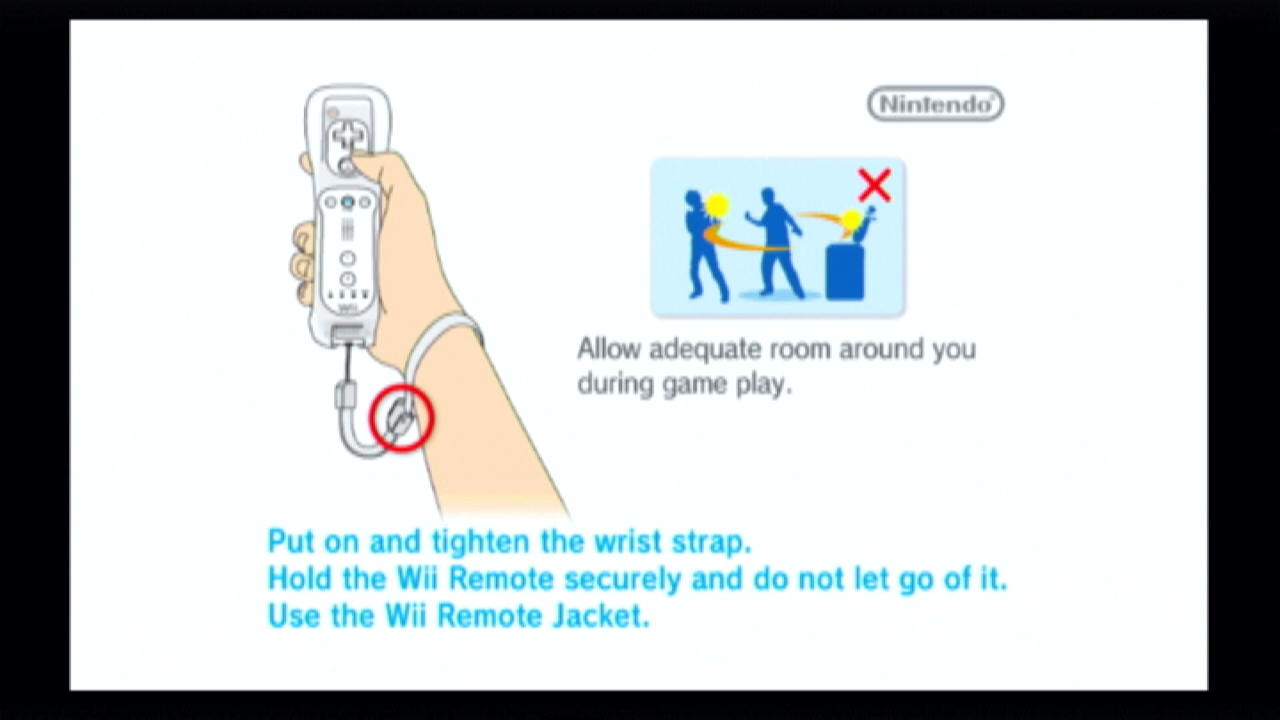 Nintendo
Wii
Allow adequate room around you
during game play.
Put on and tighten the wrist strap.
Hold the Wii Remote securely and do not let go of it.
Use the Wii Remote Jacket.